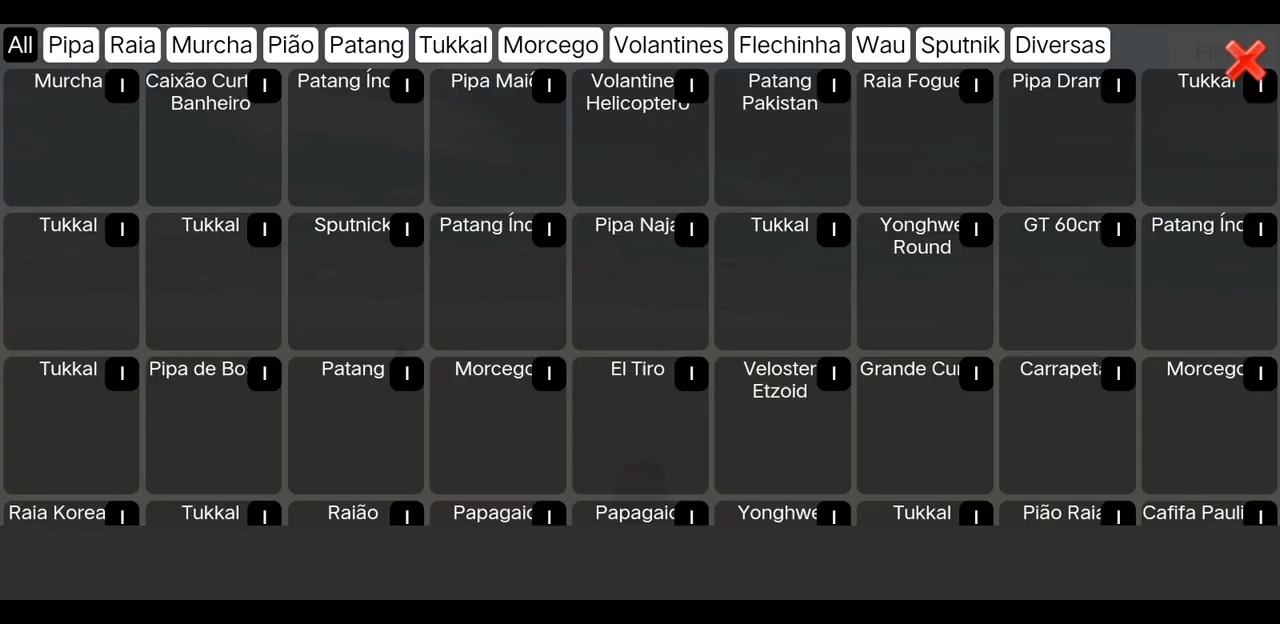 All Pipa Raia Murcha Pião Patang Tukkal Morcego Volantines Flechinha Wau Sputnik Diversas
Murcha I Caixão Curt I Patang Índ I Pipa Maiô I Volantine I Patang I Raia Fogue I Pipa Dram I Tukkal I
Banheiro Helicoptero Pakistan
Tukkal I Tukkal I Sputnick I Patang Índ I Pipa Naja I Tukkal I Yonghwe I GT 60cm I Patang Índ I
Round
Tukkal I Pipa de Bo I Patang I Morcego I El Tiro I Veloster I Grande Cur I Carrapeta I Morcego I
Etzoid
Raia Korea I Tukkal I Raião I Papagaio I Papagaio I Yonghwe I Tukkal I Pião Raia I Cafifa Pauli I